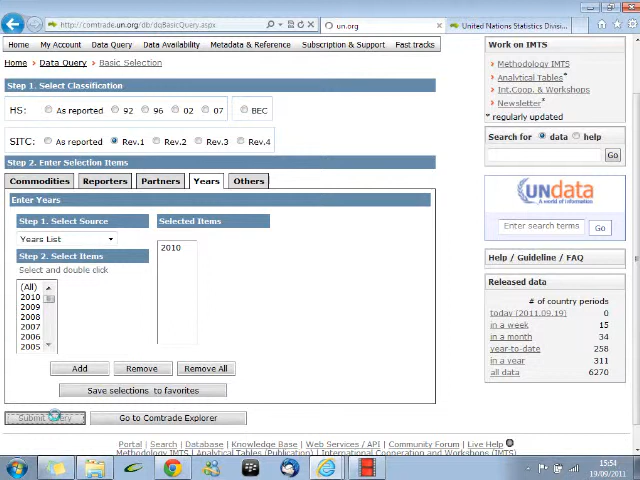 http://comtrade.un.org/db/dqBasicQuery.aspx
un.org
United Nations Statistics Divisi...
Home My Account Data Query Data Availability Metadata & Reference Subscription & Support Fast tracks
Home > Data Query > Basic Selection
Step 1. Select Classification
HS: As reported 92 96 02 07 BEC
SITC: As reported Rev.1 Rev.2 Rev.3 Rev.4
Step 2. Enter Selection Items
Commodities Reporters Partners Years Others
Enter Years
Step 1. Select Source
Selected Items
Years List
2010
Step 2. Select Items
Select and double click
(All)
2010
2009
2008
2007
2006
2005
Add Remove Remove All
Save selections to favorites
Submit Query Go to Comtrade Explorer
Work on IMTS
Methodology IMTS
Analytical Tables*
Int.Coop. & Workshops
Newsletter*
* regularly updated
Search for data help
Go
UNdata
A world of information
Enter search terms Go
Help / Guideline / FAQ
Released data
# of country periods
today (2011.09.19) 0
in a week 15
in a month 34
year-to-date 258
in a year 311
all data 6270
Portal | Search | Database | Knowledge Base | Web Services / API | Community Forum | Live Help
Methodology IMTS | Analytical Tables (Publication) | International Cooperation and Workshops (IMTS)
15:54
19/09/2011